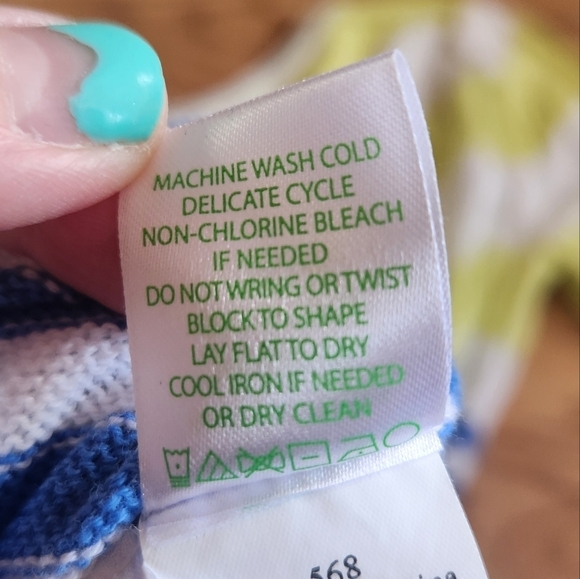 MACHINE WASH COLD
DELICATE CYCLE
NON-CHLORINE BLEACH
IF NEEDED
DO NOT WRING OR TWIST
BLOCK TO SHAPE
LAY FLAT TO DRY
COOL IRON IF NEEDED
OR DRY CLEAN
568